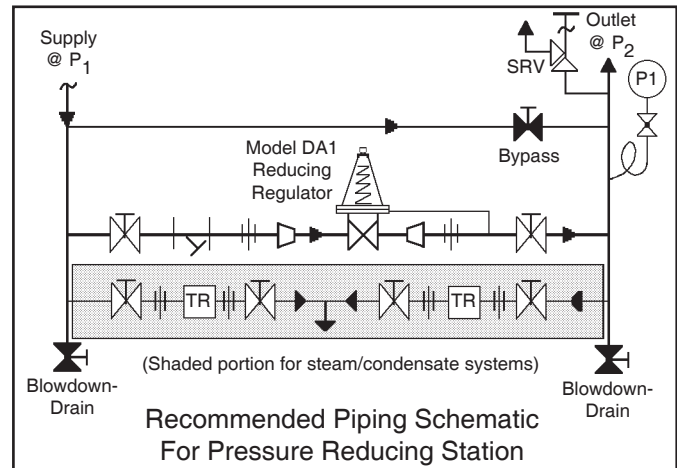 Supply
@ P1
Outlet
@ P2
SRV
P1
Model DA1
Reducing
Regulator
Bypass
TR
TR
(Shaded portion for steam/condensate systems)
Blowdown-
Drain
Blowdown-
Drain
Recommended Piping Schematic
For Pressure Reducing Station